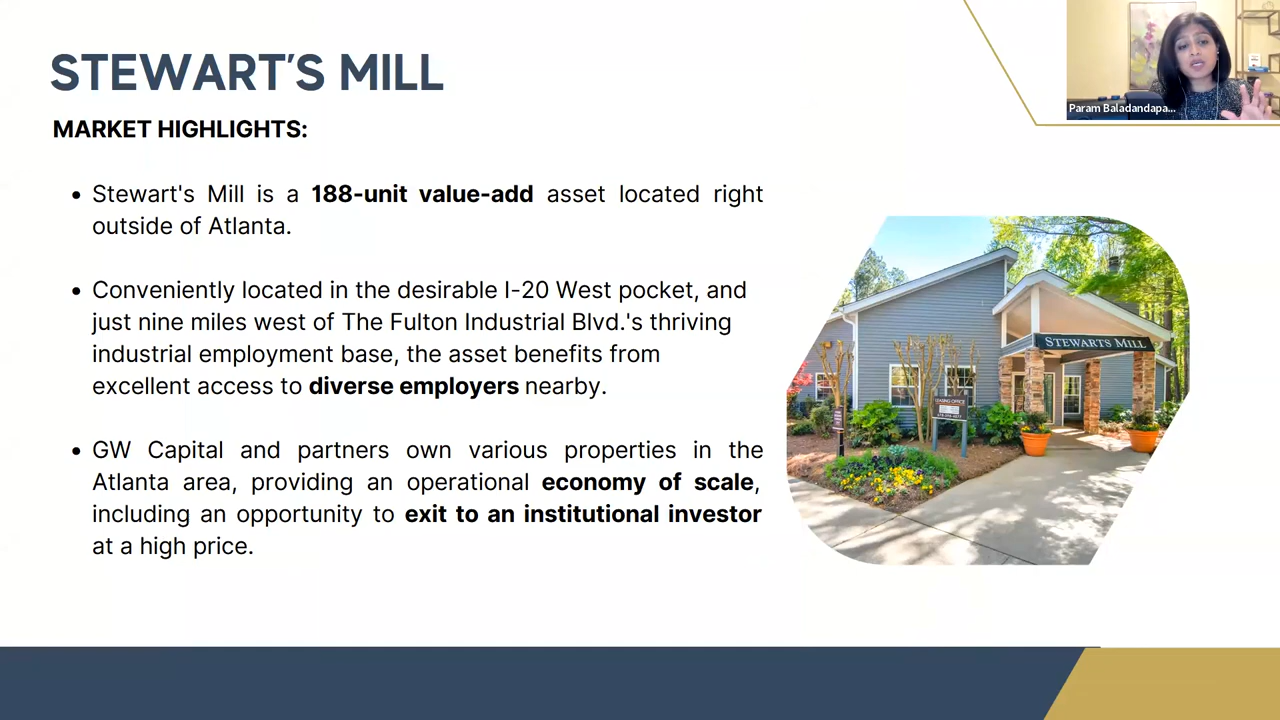 STEWART'S MILL
MARKET HIGHLIGHTS:
• Stewart's Mill is a 188-unit value-add asset located right
outside of Atlanta.
• Conveniently located in the desirable I-20 West pocket, and
just nine miles west of The Fulton Industrial Blvd.'s thriving
industrial employment base, the asset benefits from
excellent access to diverse employers nearby.
• GW Capital and partners own various properties in the
Atlanta area, providing an operational economy of scale,
including an opportunity to exit to an institutional investor
at a high price.
Param Baladandapa...
STEWARTS MILL
LEASING OFFICE